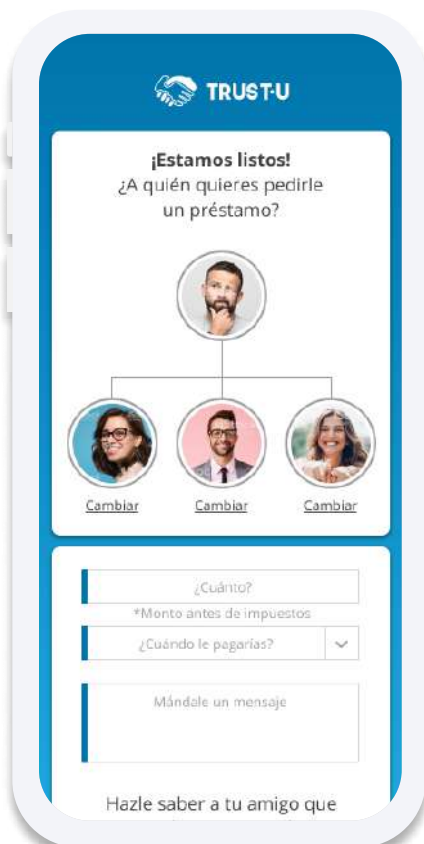 TRUST-U
¡Estamos listos!
¿A quién quieres pedirle
un préstamo?
Cambiar Cambiar Cambiar
¿Cuánto?
*Monto antes de impuestos
¿Cuándo le pagarías?
Mándale un mensaje
Hazle saber a tu amigo que